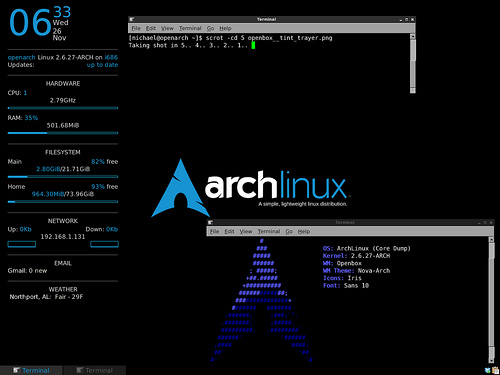 06 33
Wed
26
Nov
openarch Linux 2.6.27-ARCH on i686
Updates: up to date
HARDWARE
CPU: 1
2.79GHz
RAM: 35%
501.68MiB
FILESYSTEM
Main 82% free
2.80GiB/21.71GiB
Home 93% free
964.30MiB/73.96GiB
NETWORK
Up: 0Kb Down: 0Kb
192.168.1.131
EMAIL
Gmail: 0 new
WEATHER
Northport, AL: Fair - 29F
Terminal
File Edit View Terminal Go Help
[michael@openarch ~]$ scrot -cd 5 openbox__tint_trayer.png
Taking shot in 5.. 4.. 3.. 2.. 1..
archlinux
A simple, lightweight linux distribution.
Terminal
File Edit View Terminal Go Help
OS: ArchLinux (Core Dump)
Kernel: 2.6.27-ARCH
WM: Openbox
WM Theme: Nova-Arch
Icons: Iris
Font: Sans 10
Terminal Terminal